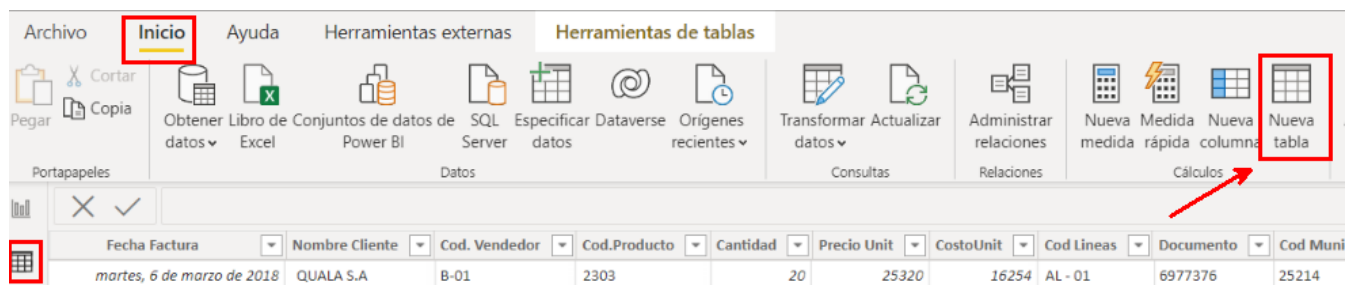 Archivo Inicio Ayuda Herramientas externas Herramientas de tablas
Cortar
Copia
Pegar
Obtener datos
Libro de Excel
Conjuntos de datos de Power BI
SQL Server
Especificar datos
Dataverse
Orígenes recientes
Transformar datos
Actualizar
Administrar relaciones
Nueva medida
Medida rápida
Nueva columna
Nueva tabla
Portapapeles Datos Consultas Relaciones Cálculos
Fecha Factura Nombre Cliente Cod. Vendedor Cod.Producto Cantidad Precio Unit CostoUnit Cod Lineas Documento Cod Muni
martes, 6 de marzo de 2018 QUALA S.A B-01 2303 20 25320 16254 AL - 01 6977376 25214